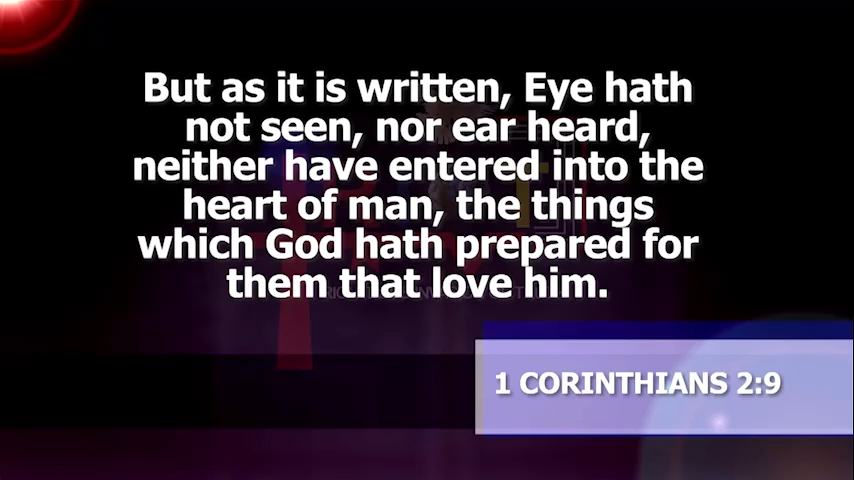 But as it is written, Eye hath
not seen, nor ear heard,
neither have entered into the
heart of man, the things
which God hath prepared for
them that love him.
1 CORINTHIANS 2:9